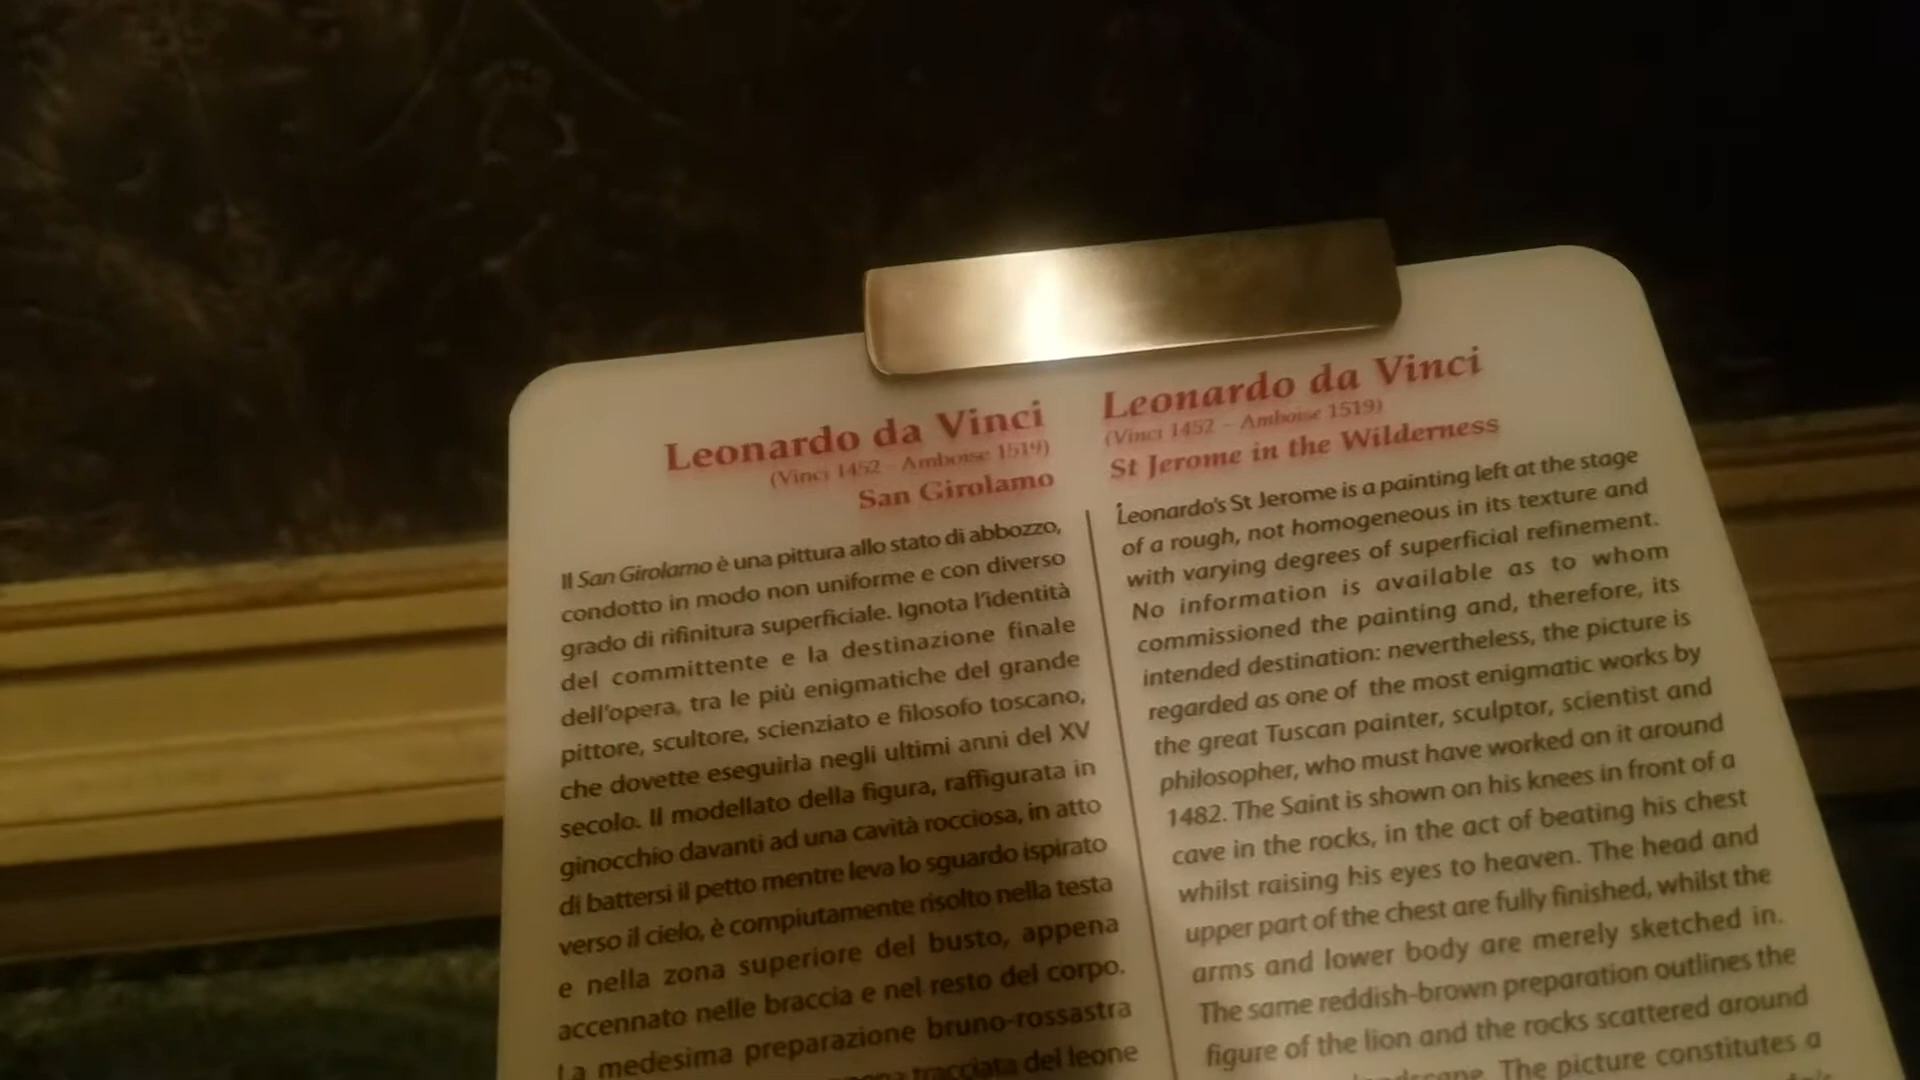 Leonardo da Vinci
(Vinci 1452 - Amboise 1519)
San Girolamo
Il San Girolamo è una pittura allo stato di abbozzo,
condotto in modo non uniforme e con diverso
grado di rifinitura superficiale. Ignota l'identità
del committente e la destinazione finale
dell'opera, tra le più enigmatiche del grande
pittore, scultore, scienziato e filosofo toscano,
che dovette eseguirla negli ultimi anni del XV
secolo. Il modellato della figura, raffigurata in
ginocchio davanti ad una cavità rocciosa, in atto
di battersi il petto mentre leva lo sguardo ispirato
verso il cielo, è compiutamente risolto nella testa
e nella zona superiore del busto, appena
accennato nelle braccia e nel resto del corpo.
La medesima preparazione bruno-rossastra
tracciata del leone
Leonardo da Vinci
(Vinci 1452 - Amboise 1519)
St Jerome in the Wilderness
Leonardo's St Jerome is a painting left at the stage
of a rough, not homogeneous in its texture and
with varying degrees of superficial refinement.
No information is available as to whom
commissioned the painting and, therefore, its
intended destination: nevertheless, the picture is
regarded as one of the most enigmatic works by
the great Tuscan painter, sculptor, scientist and
philosopher, who must have worked on it around
1482. The Saint is shown on his knees in front of a
cave in the rocks, in the act of beating his chest
whilst raising his eyes to heaven. The head and
upper part of the chest are fully finished, whilst the
arms and lower body are merely sketched in.
The same reddish-brown preparation outlines the
figure of the lion and the rocks scattered around
The picture constitutes a